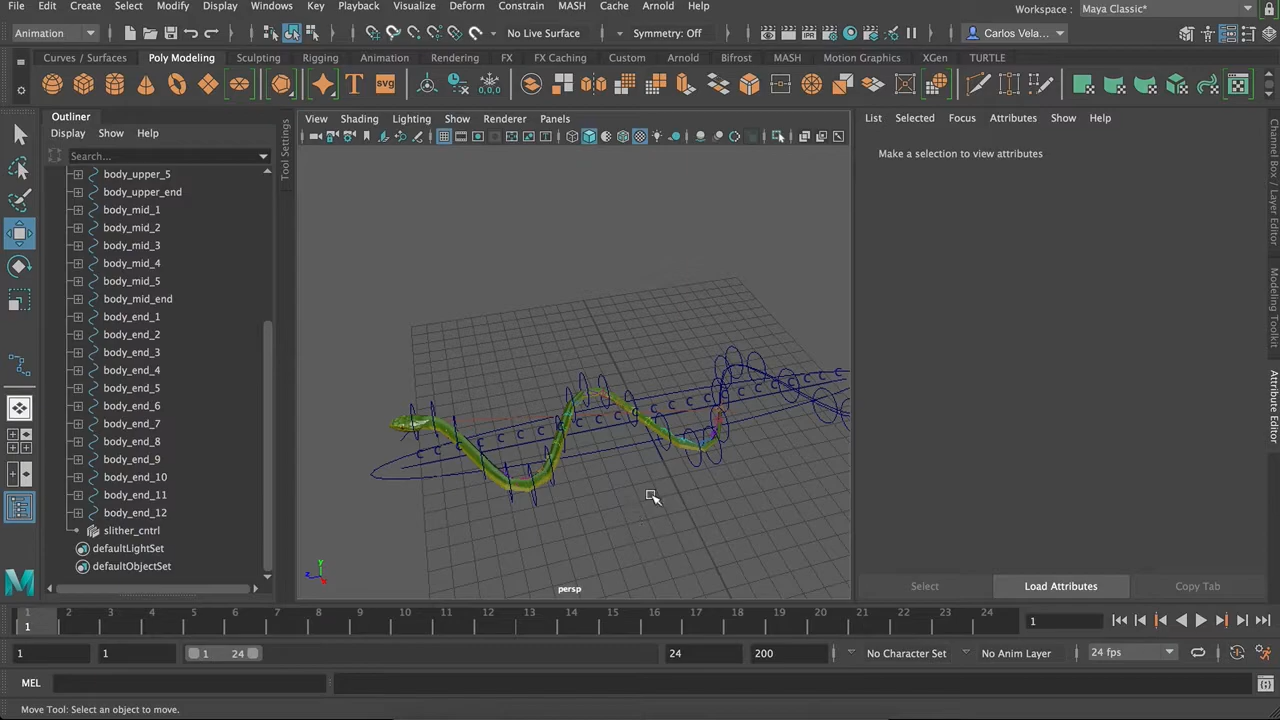 File Edit Create Select Modify Display Windows Key Playback Visualize Deform Constrain MASH Cache Arnold Help
Workspace : Maya Classic*
Animation No Live Surface Symmetry: Off Carlos Vela...
Curves / Surfaces Poly Modeling Sculpting Rigging Animation Rendering FX FX Caching Custom Arnold Bifrost MASH Motion Graphics XGen TURTLE
T svg 0,0,0
Outliner
Display Show Help
Search...
body_upper_5
body_upper_end
body_mid_1
body_mid_2
body_mid_3
body_mid_4
body_mid_5
body_mid_end
body_end_1
body_end_2
body_end_3
body_end_4
body_end_5
body_end_6
body_end_7
body_end_8
body_end_9
body_end_10
body_end_11
body_end_12
slither_cntrl
defaultLightSet
defaultObjectSet
Tool Settings
View Shading Lighting Show Renderer Panels
persp
y
z
x
List Selected Focus Attributes Show Help
Make a selection to view attributes
Select Load Attributes Copy Tab
Channel Box / Layer Editor
Modeling Toolkit
Attribute Editor
1 2 3 4 5 6 7 8 9 10 11 12 13 14 15 16 17 18 19 20 21 22 23 24
1 1
1 1 1 24 24 200 No Character Set No Anim Layer 24 fps
MEL
Move Tool: Select an object to move.